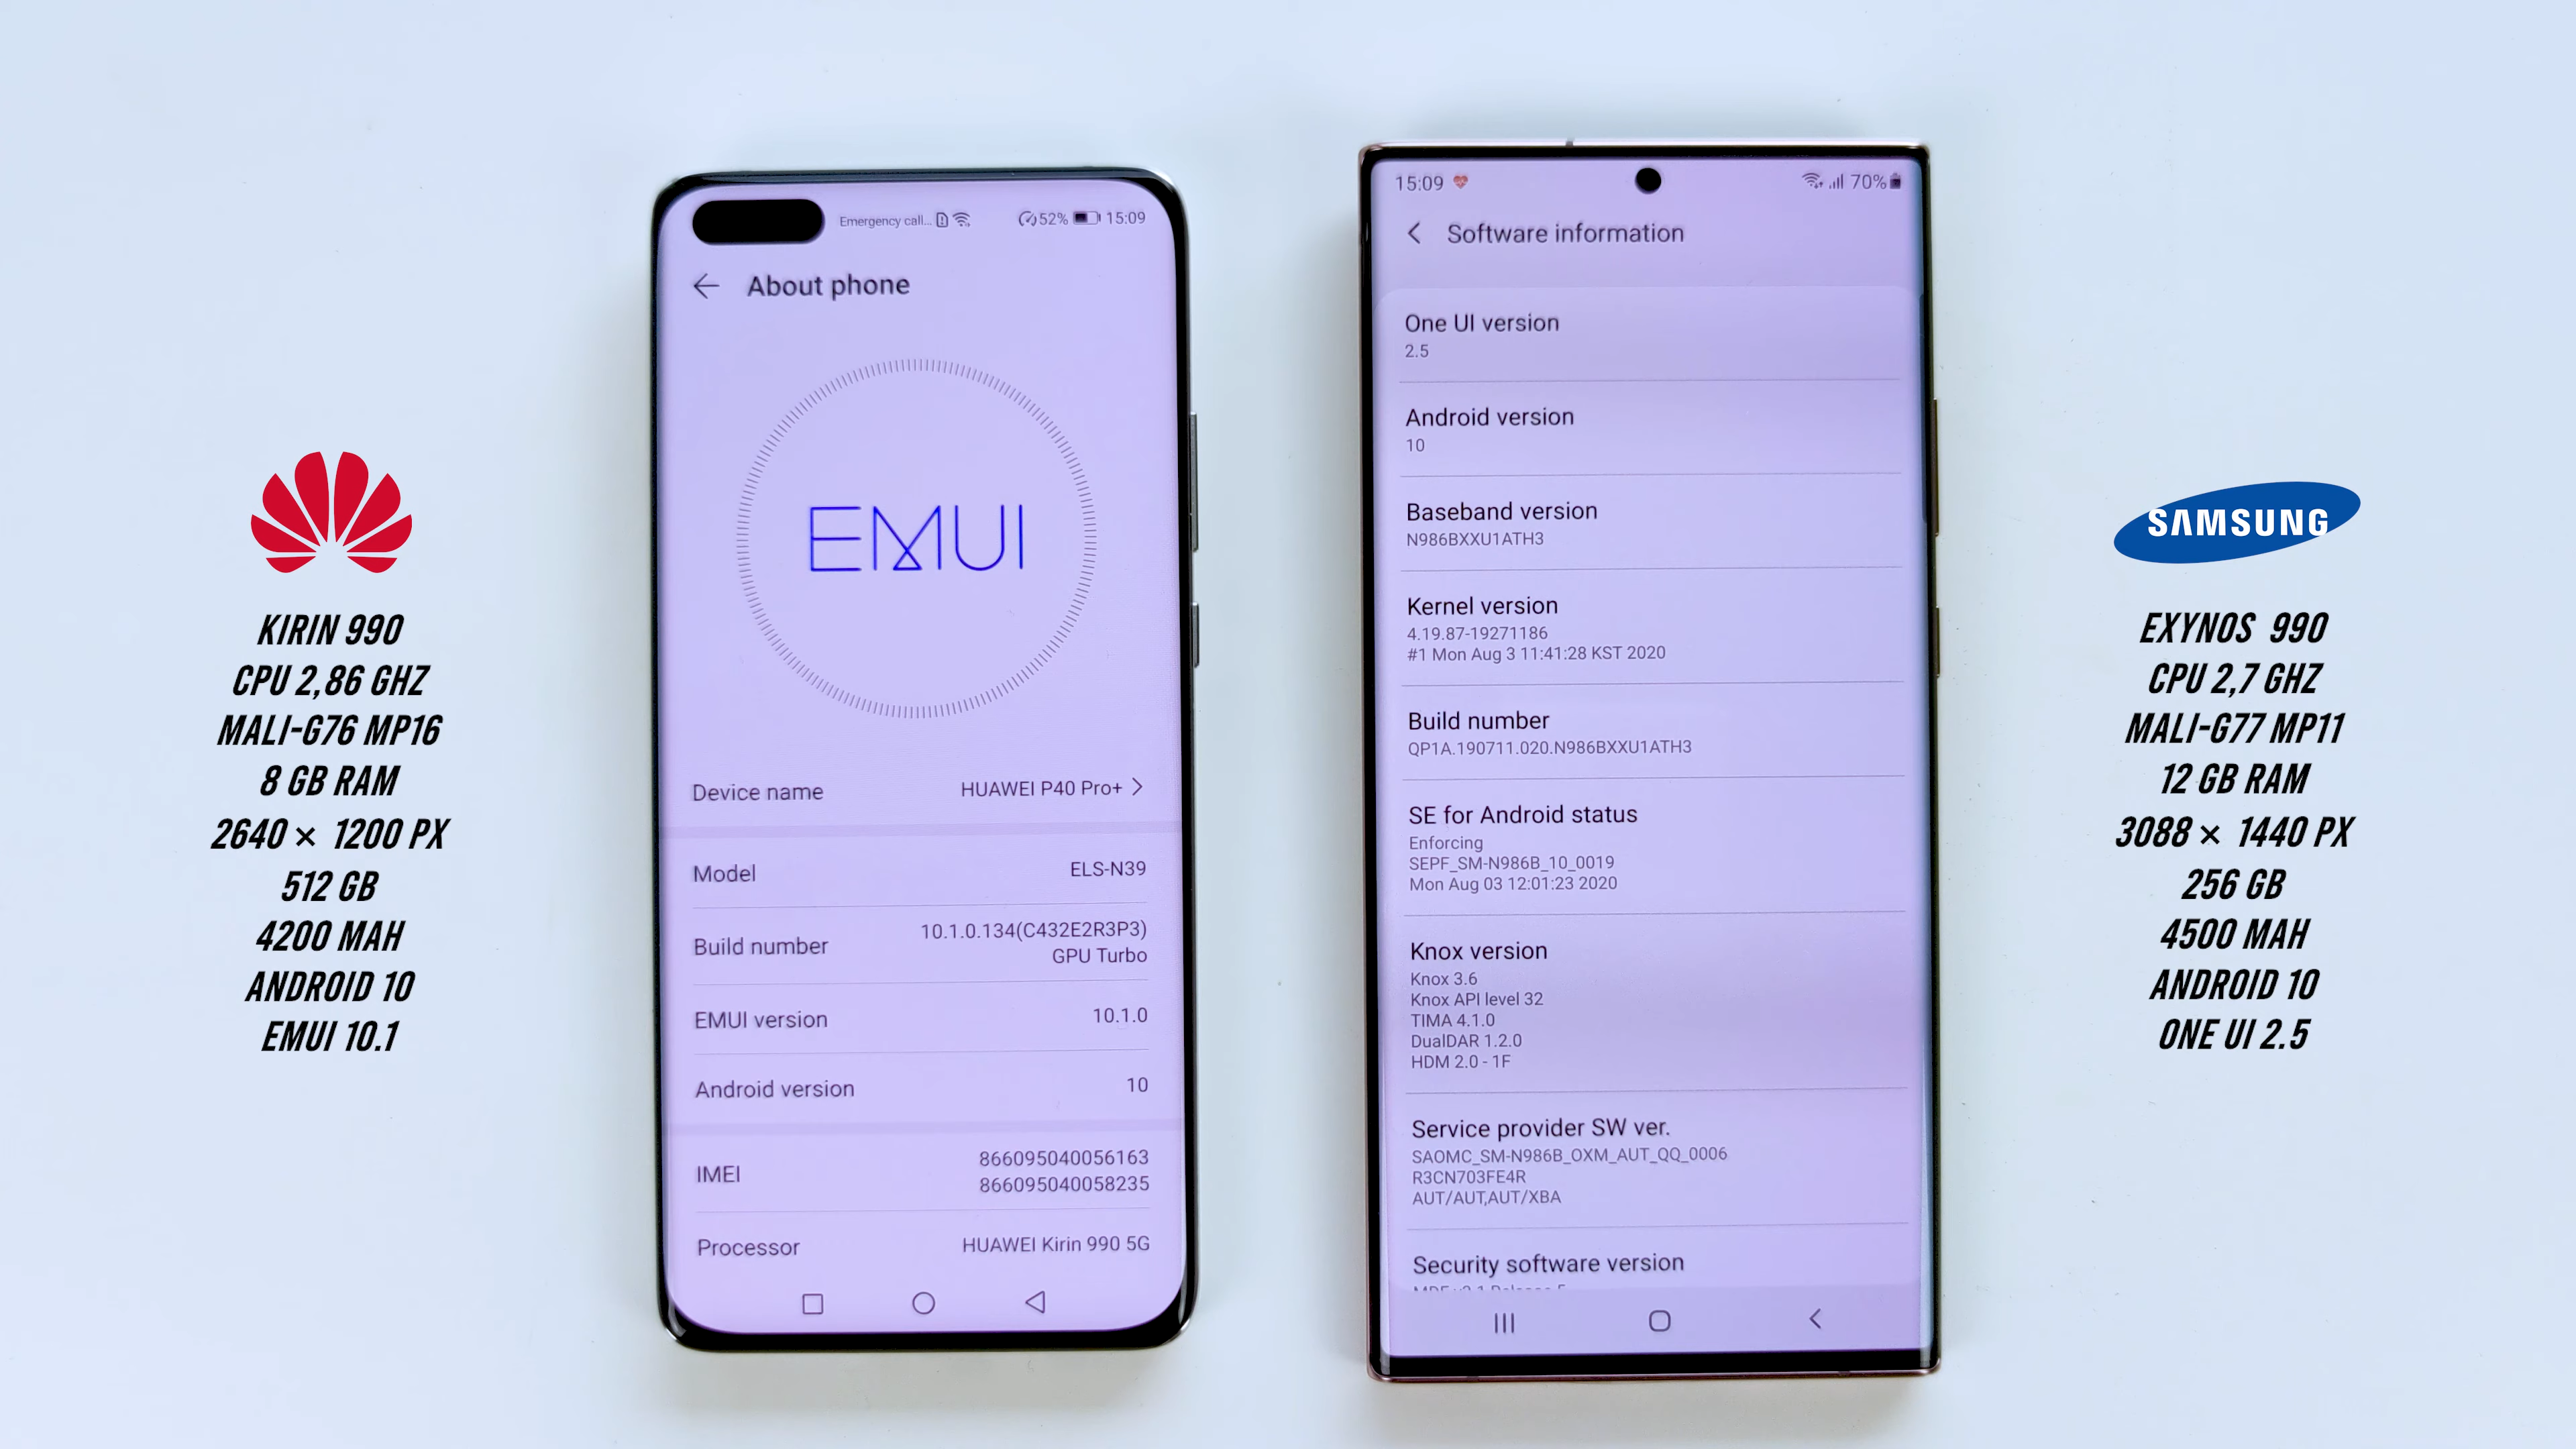 KIRIN 990
CPU 2,86 GHZ
MALI-G76 MP16
8 GB RAM
2640 × 1200 PX
512 GB
4200 MAH
ANDROID 10
EMUI 10.1
Emergency call... 52% 15:09
About phone
EMUI
Device name HUAWEI P40 Pro+
Model ELS-N39
Build number 10.1.0.134(C432E2R3P3)
GPU Turbo
EMUI version 10.1.0
Android version 10
IMEI 866095040056163
866095040058235
Processor HUAWEI Kirin 990 5G
15:09 70%
Software information
One UI version
2.5
Android version
10
Baseband version
N986BXXU1ATH3
Kernel version
4.19.87-19271186
#1 Mon Aug 3 11:41:28 KST 2020
Build number
QP1A.190711.020.N986BXXU1ATH3
SE for Android status
Enforcing
SEPF_SM-N986B_10_0019
Mon Aug 03 12:01:23 2020
Knox version
Knox 3.6
Knox API level 32
TIMA 4.1.0
DualDAR 1.2.0
HDM 2.0 - 1F
Service provider SW ver.
SAOMC_SM-N986B_OXM_AUT_QQ_0006
R3CN703FE4R
AUT/AUT,AUT/XBA
Security software version
SAMSUNG
EXYNOS 990
CPU 2,7 GHZ
MALI-G77 MP11
12 GB RAM
3088 × 1440 PX
256 GB
4500 MAH
ANDROID 10
ONE UI 2.5